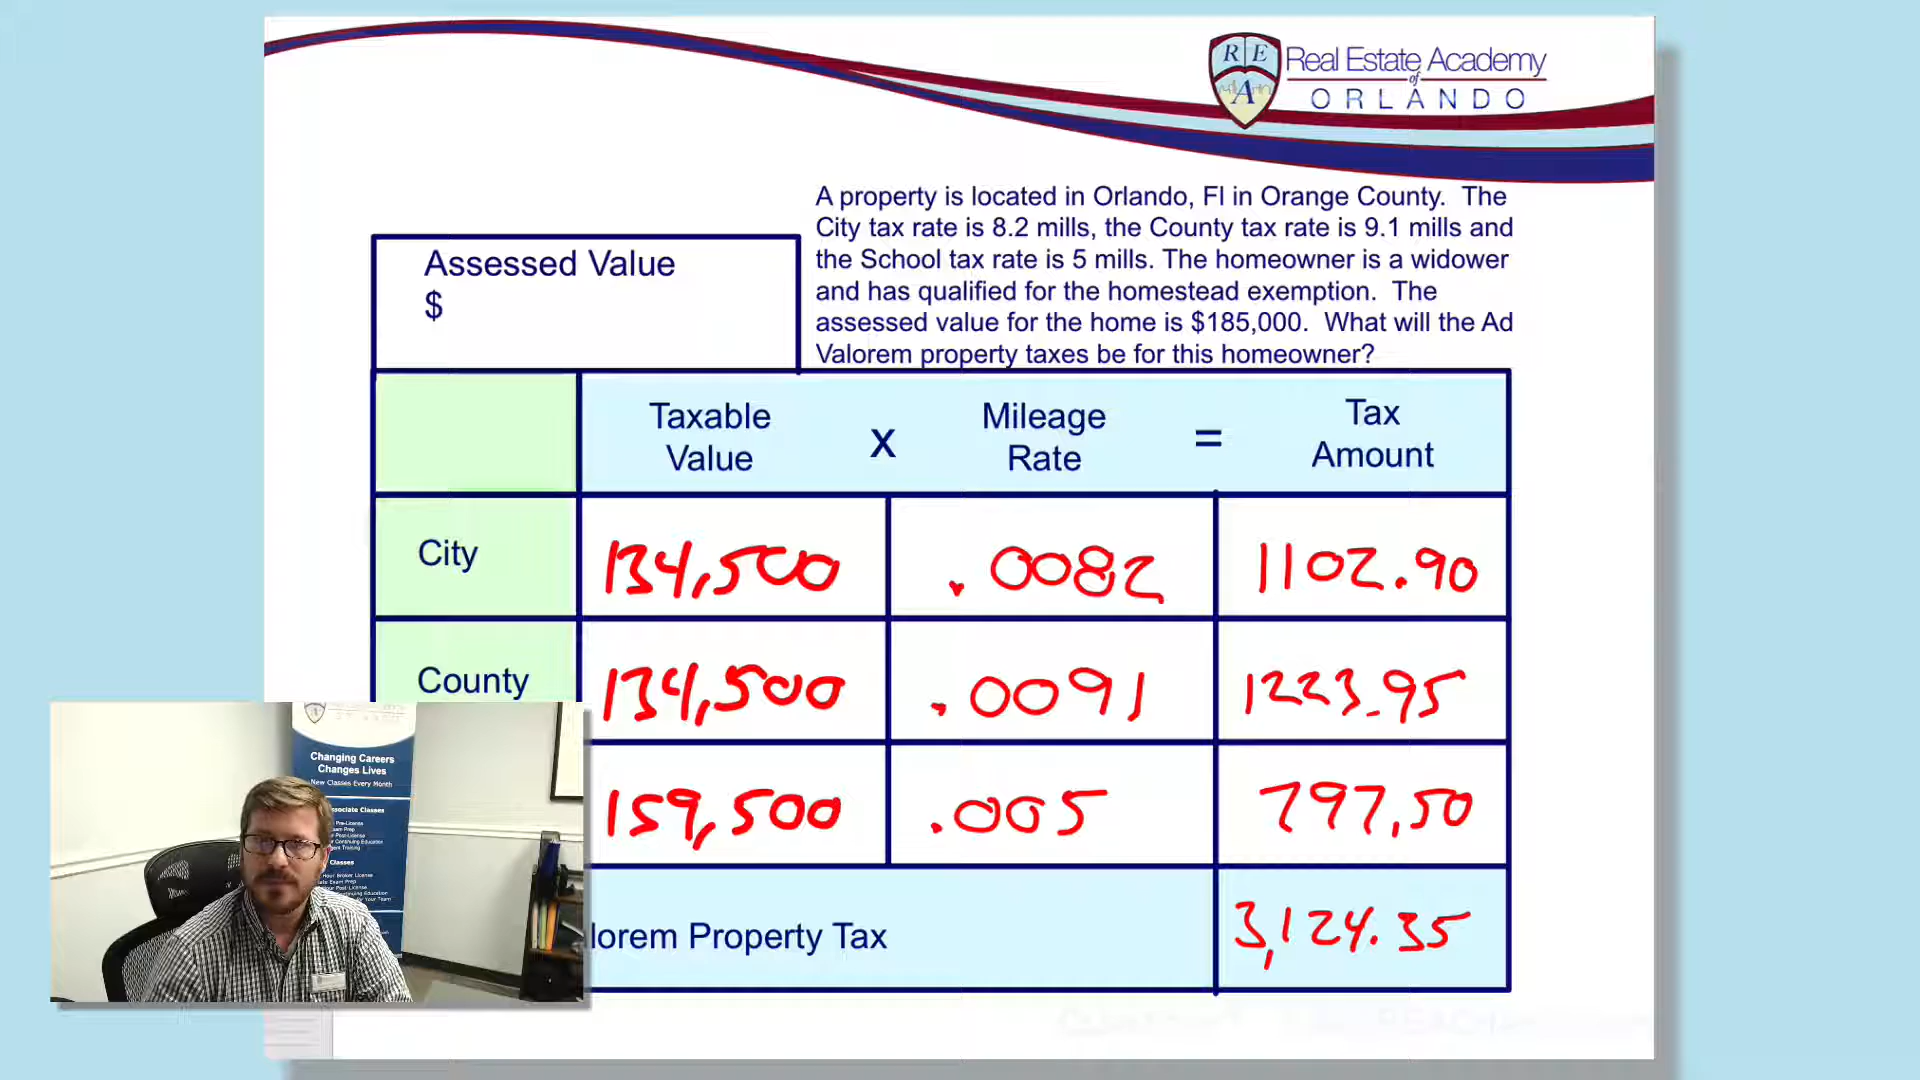 R E
A
Real Estate Academy
of
ORLANDO
A property is located in Orlando, Fl in Orange County. The
City tax rate is 8.2 mills, the County tax rate is 9.1 mills and
the School tax rate is 5 mills. The homeowner is a widower
and has qualified for the homestead exemption. The
assessed value for the home is $185,000. What will the Ad
Valorem property taxes be for this homeowner?
Assessed Value
$
Taxable
Value
x
Mileage
Rate
=
Tax
Amount
City
134,500
.0082
1102.90
County
134,500
.0091
1223.95
159,500
.005
797.50
lorem Property Tax
3,124.35
Changing Careers
Changes Lives
New Classes Every Month
ssociate Classes
Classes